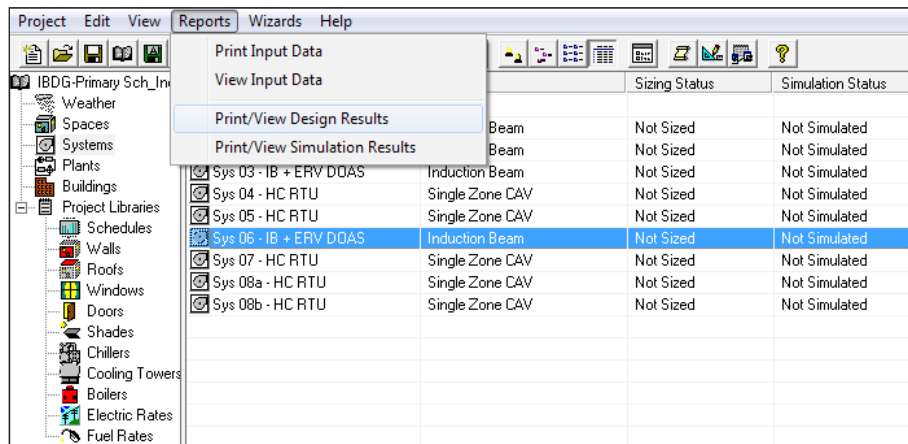 Project Edit View Reports Wizards Help
Print Input Data
View Input Data
Print/View Design Results
Print/View Simulation Results
IBDG-Primary Sch_In
Weather
Spaces
Systems
Plants
Buildings
Project Libraries
Schedules
Walls
Roofs
Windows
Doors
Shades
Chillers
Cooling Towers
Boilers
Electric Rates
Fuel Rates
Sizing Status Simulation Status
Beam Not Sized Not Simulated
Beam Not Sized Not Simulated
Sys 03 - IB + ERV DOAS Induction Beam Not Sized Not Simulated
Sys 04 - HC RTU Single Zone CAV Not Sized Not Simulated
Sys 05 - HC RTU Single Zone CAV Not Sized Not Simulated
Sys 06 - IB + ERV DOAS Induction Beam Not Sized Not Simulated
Sys 07 - HC RTU Single Zone CAV Not Sized Not Simulated
Sys 08a - HC RTU Single Zone CAV Not Sized Not Simulated
Sys 08b - HC RTU Single Zone CAV Not Sized Not Simulated